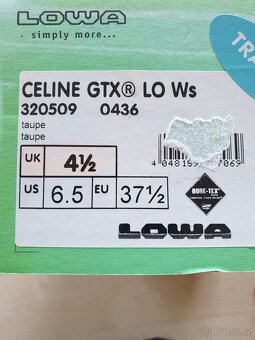 LOWA
simply more...
TRA
CELINE GTX® LO Ws
320509 0436
taupe
taupe
UK 4½
US 6.5 EU 37½
GORE-TEX
LOWA